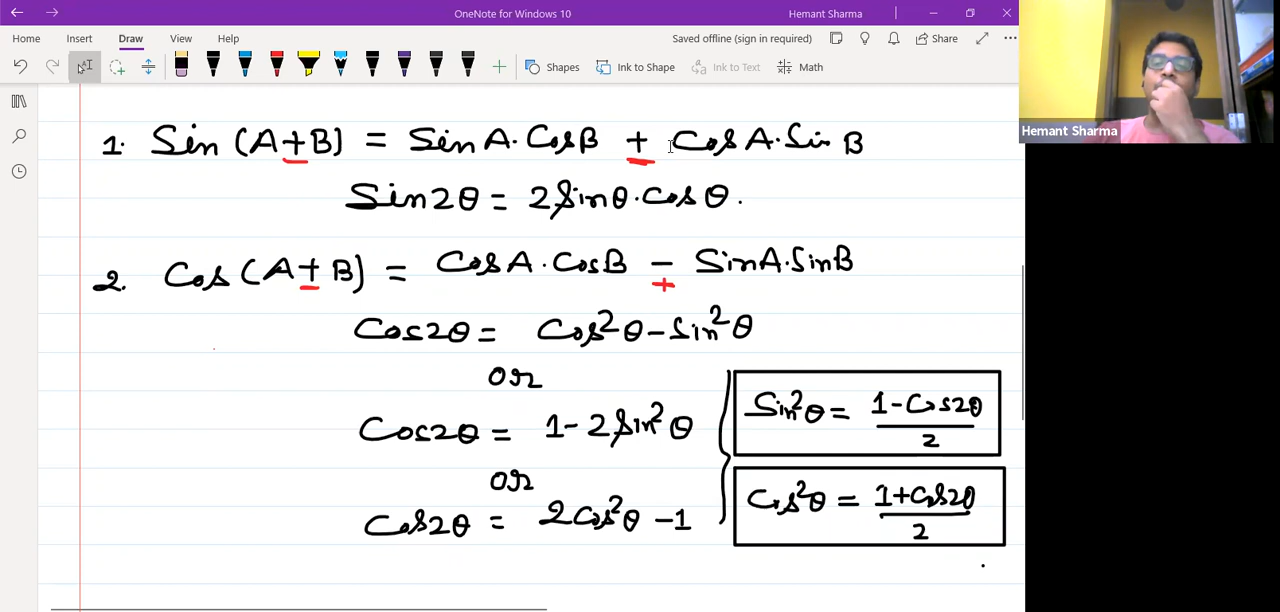 OneNote for Windows 10
Hemant Sharma
Home Insert Draw View Help
Saved offline (sign in required)
Share
Shapes
Ink to Shape
Ink to Text
Math
Hemant Sharma
1. Sin (A±B) = SinA·CosB ± CosA·SinB
Sin2θ = 2Sinθ·Cosθ.
2. Cos (A±B) = CosA·CosB ∓ SinA·SinB
Cos2θ = Cos²θ-Sin²θ
or
Cos2θ = 1-2Sin²θ
or
Cos2θ = 2Cos²θ-1
Sin²θ = (1-Cos2θ)/2
Cos²θ = (1+Cos2θ)/2